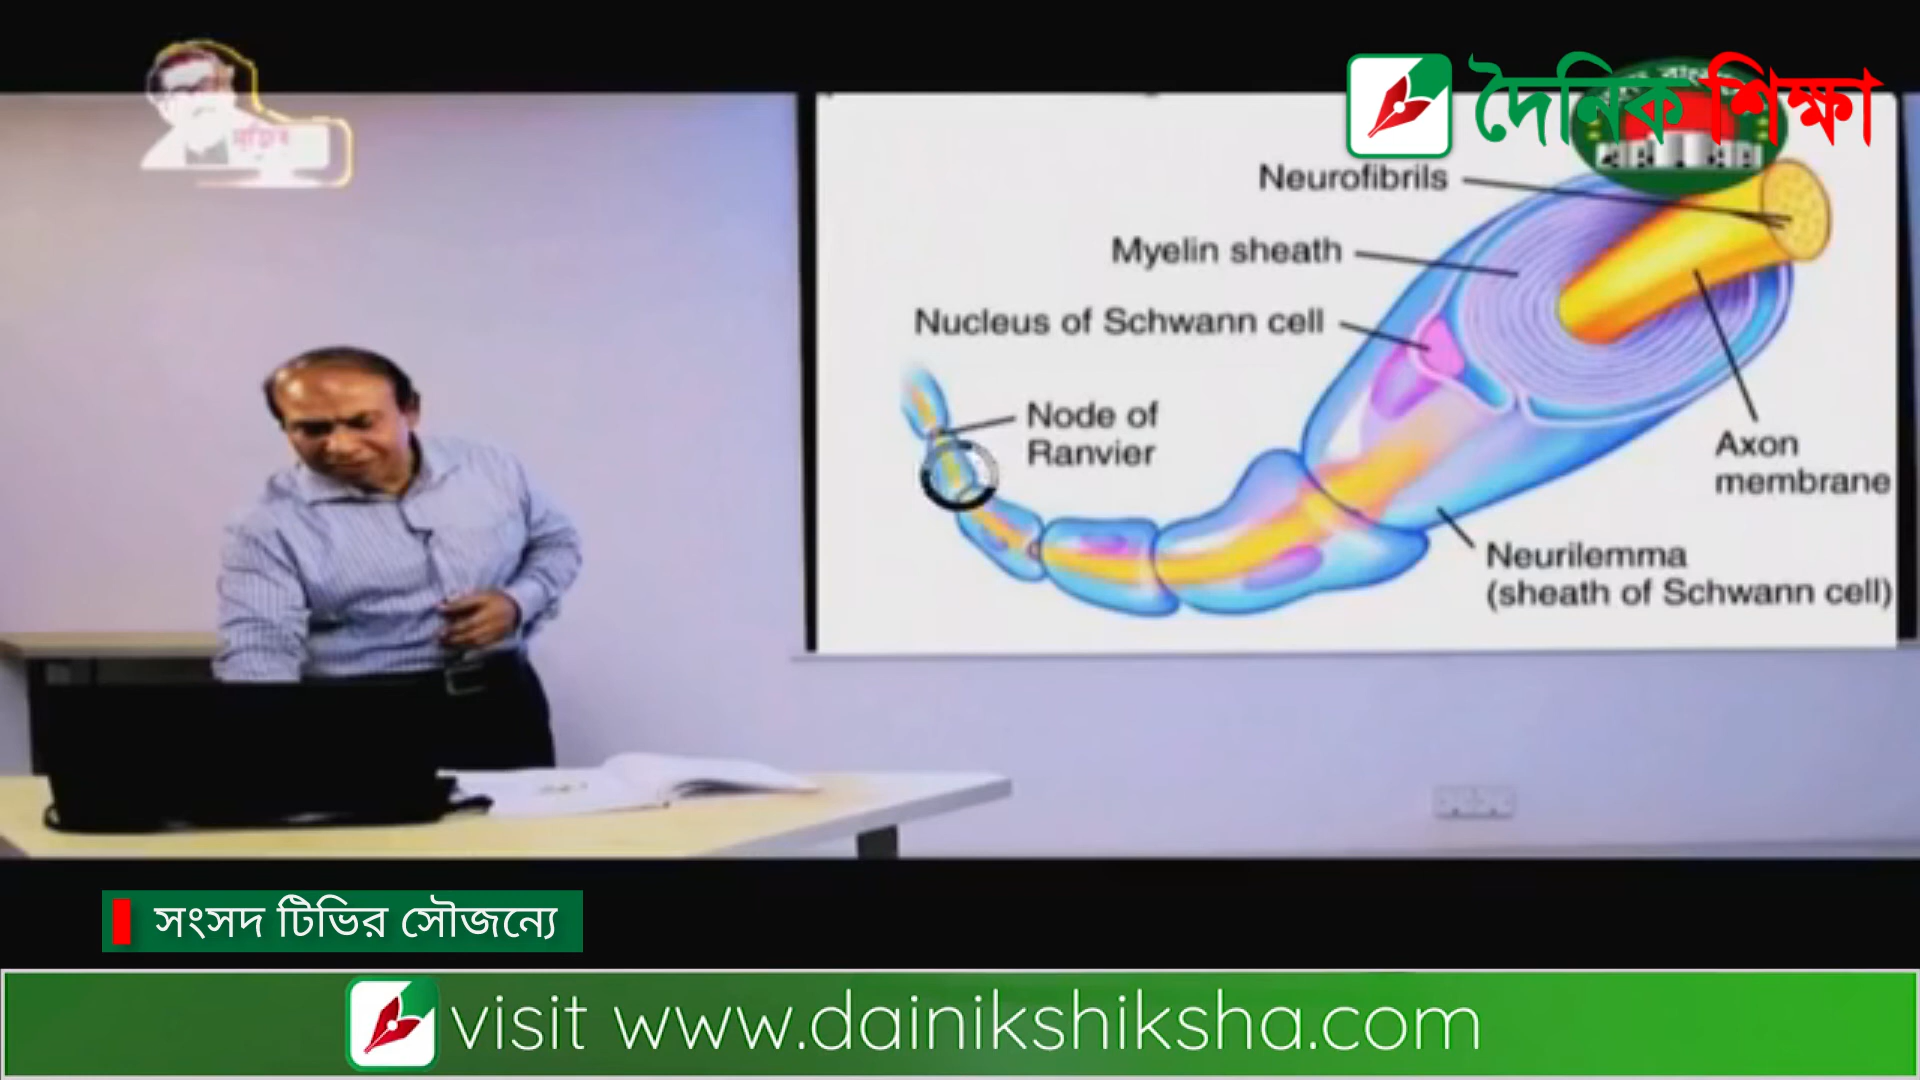 দৈনিক শিক্ষা
মুজিব
Neurofibrils
Myelin sheath
Nucleus of Schwann cell
Node of
Ranvier
Axon
membrane
Neurilemma
(sheath of Schwann cell)
সংসদ টিভির সৌজন্যে
visit www.dainikshiksha.com